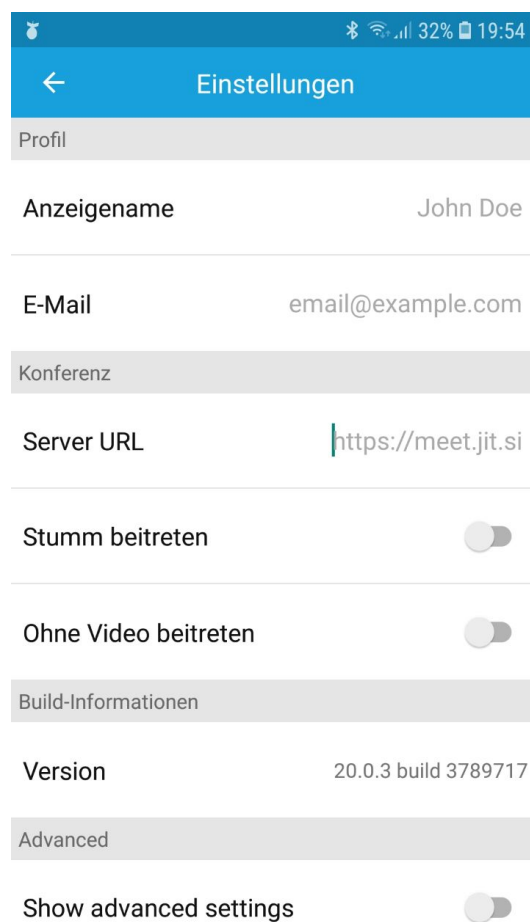 32% 19:54
Einstellungen
Profil
Anzeigename John Doe
E-Mail email@example.com
Konferenz
Server URL https://meet.jit.si
Stumm beitreten
Ohne Video beitreten
Build-Informationen
Version 20.0.3 build 3789717
Advanced
Show advanced settings